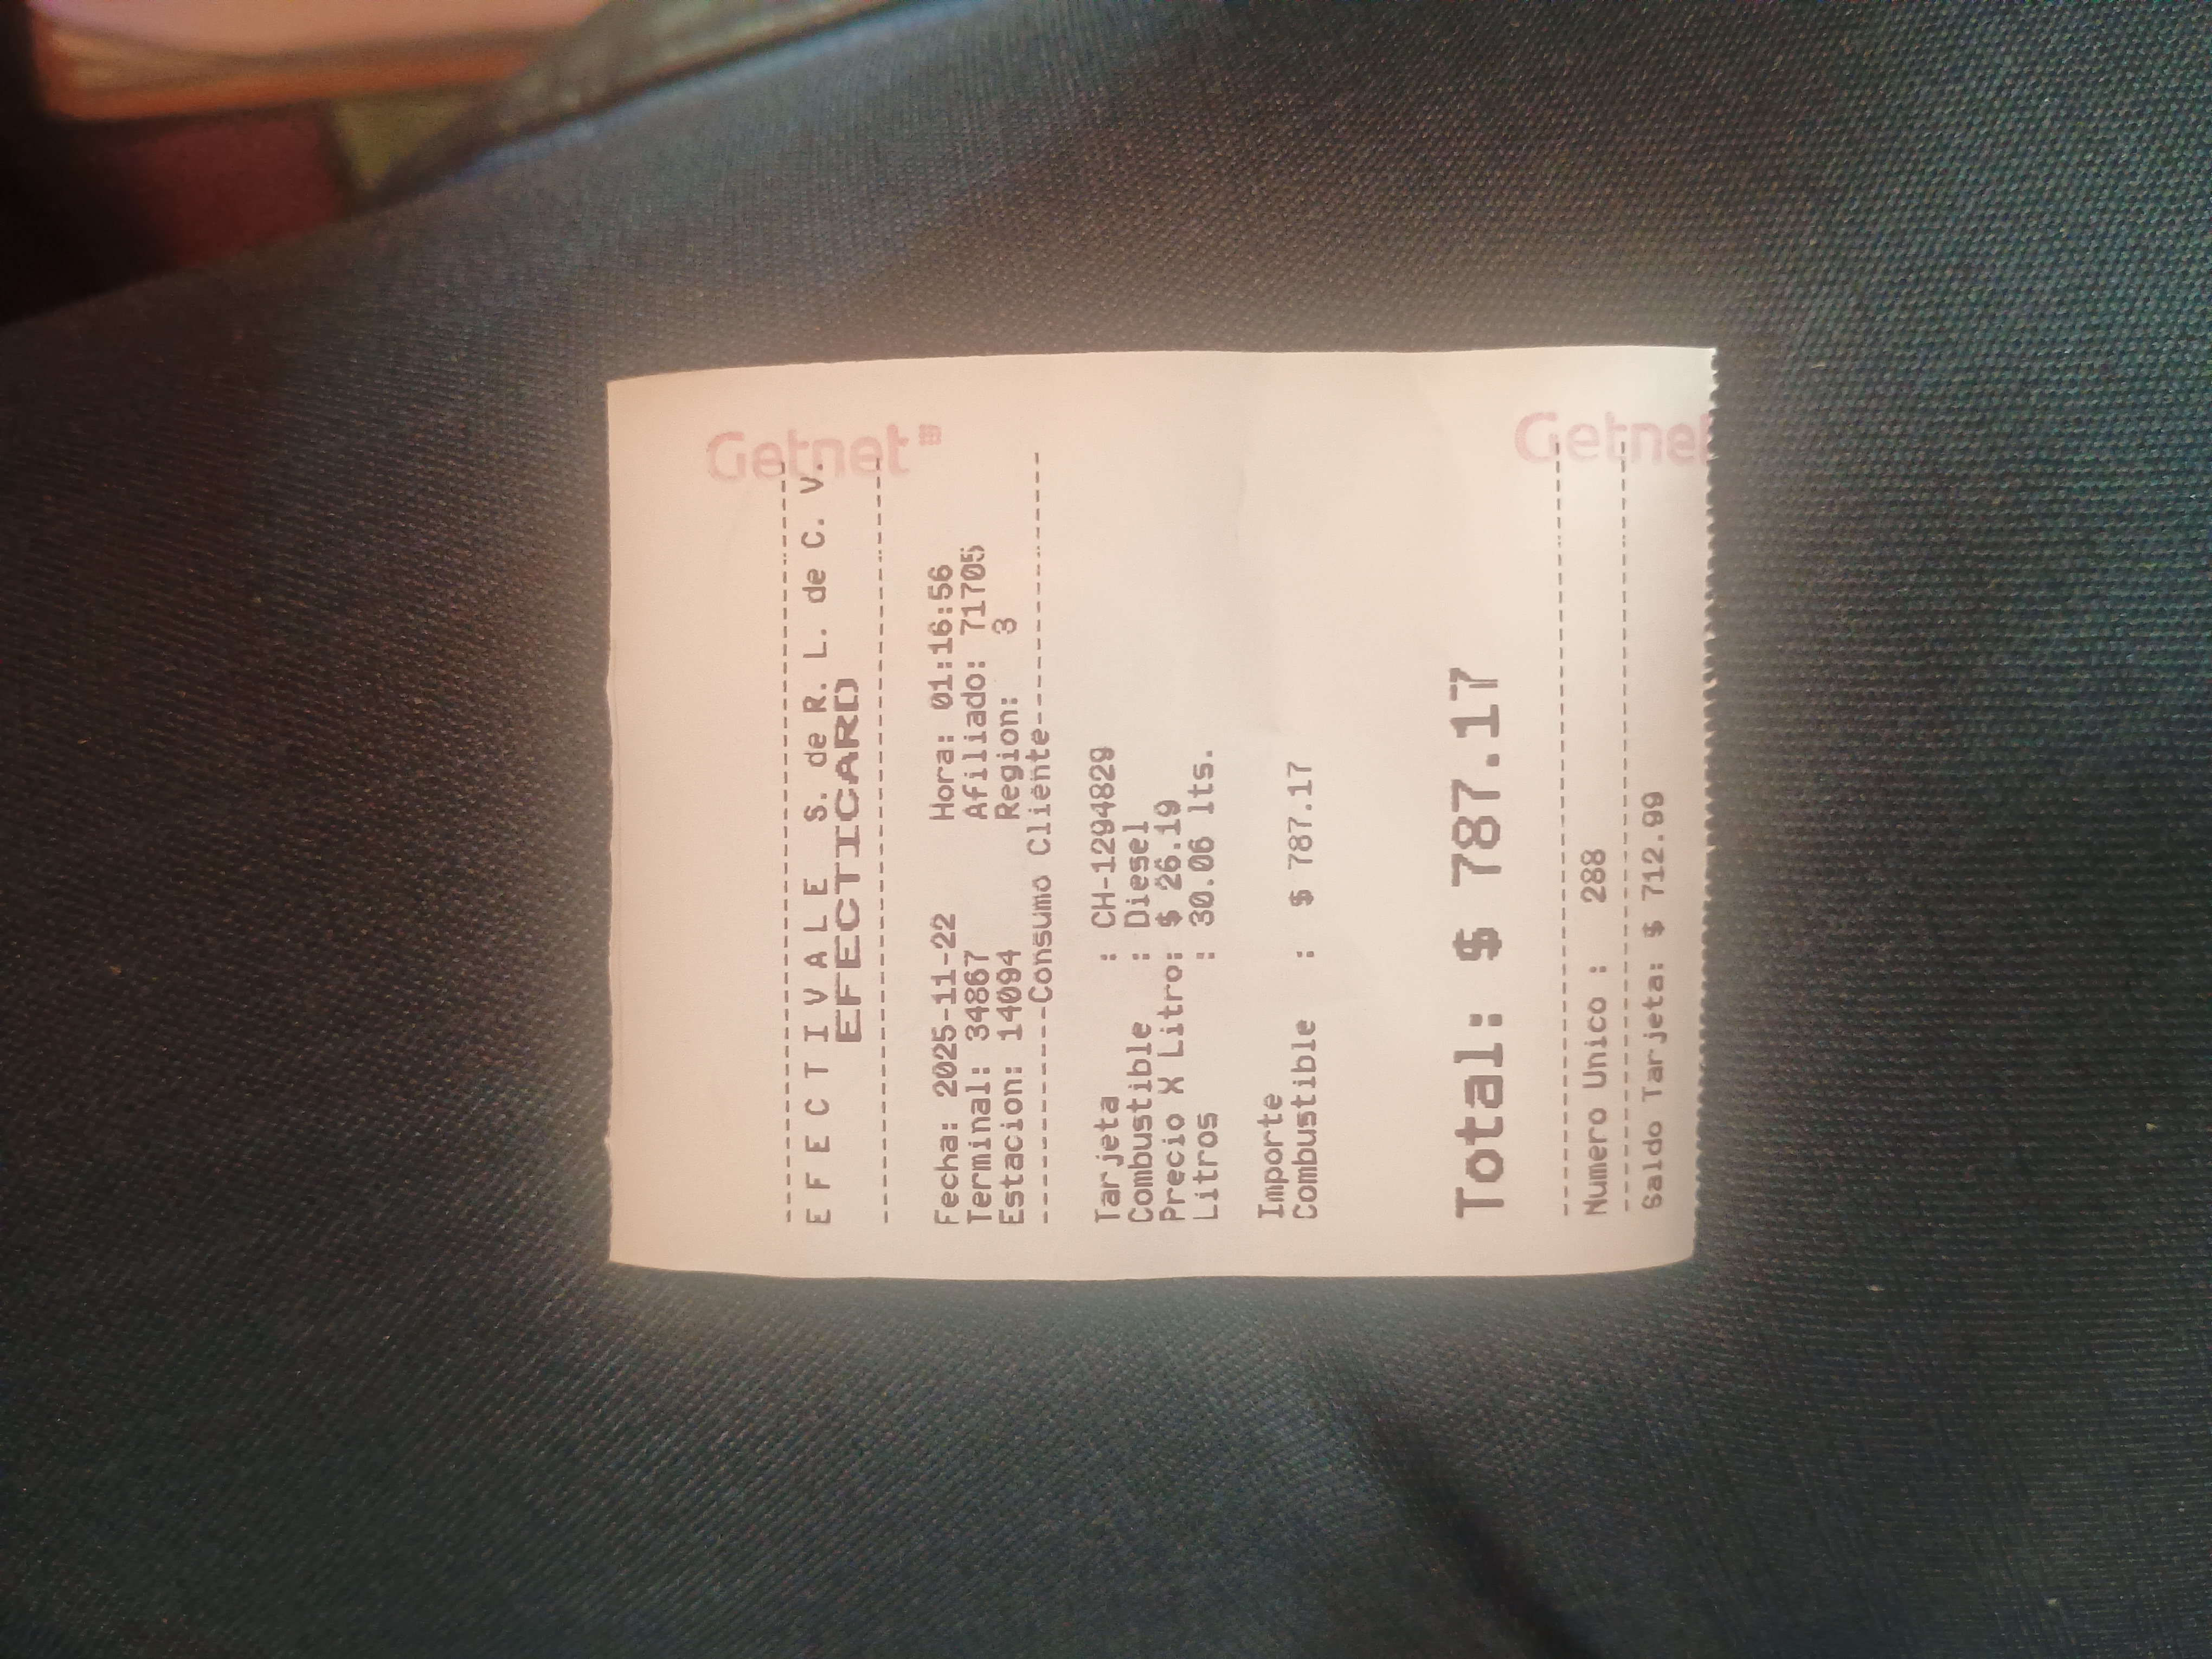 Getnet
--------------------------------------------
E F E C T I V A L E  S. de R. L. de C. V.
EFECTICARD
--------------------------------------------
Fecha: 2025-11-22 Hora: 01:16:56
Terminal: 34867 Afiliado: 71705
Estacion: 14094 Region: 3
------------Consumo Cliente-----------------
Tarjeta : CH-1294829
Combustible : Diesel
Precio X Litro: $ 26.19
Litros : 30.06 lts.
Importe
Combustible : $ 787.17
Total: $ 787.17
Getnet
--------------------------------------------
Numero Unico : 288
--------------------------------------------
Saldo Tarjeta: $ 712.99